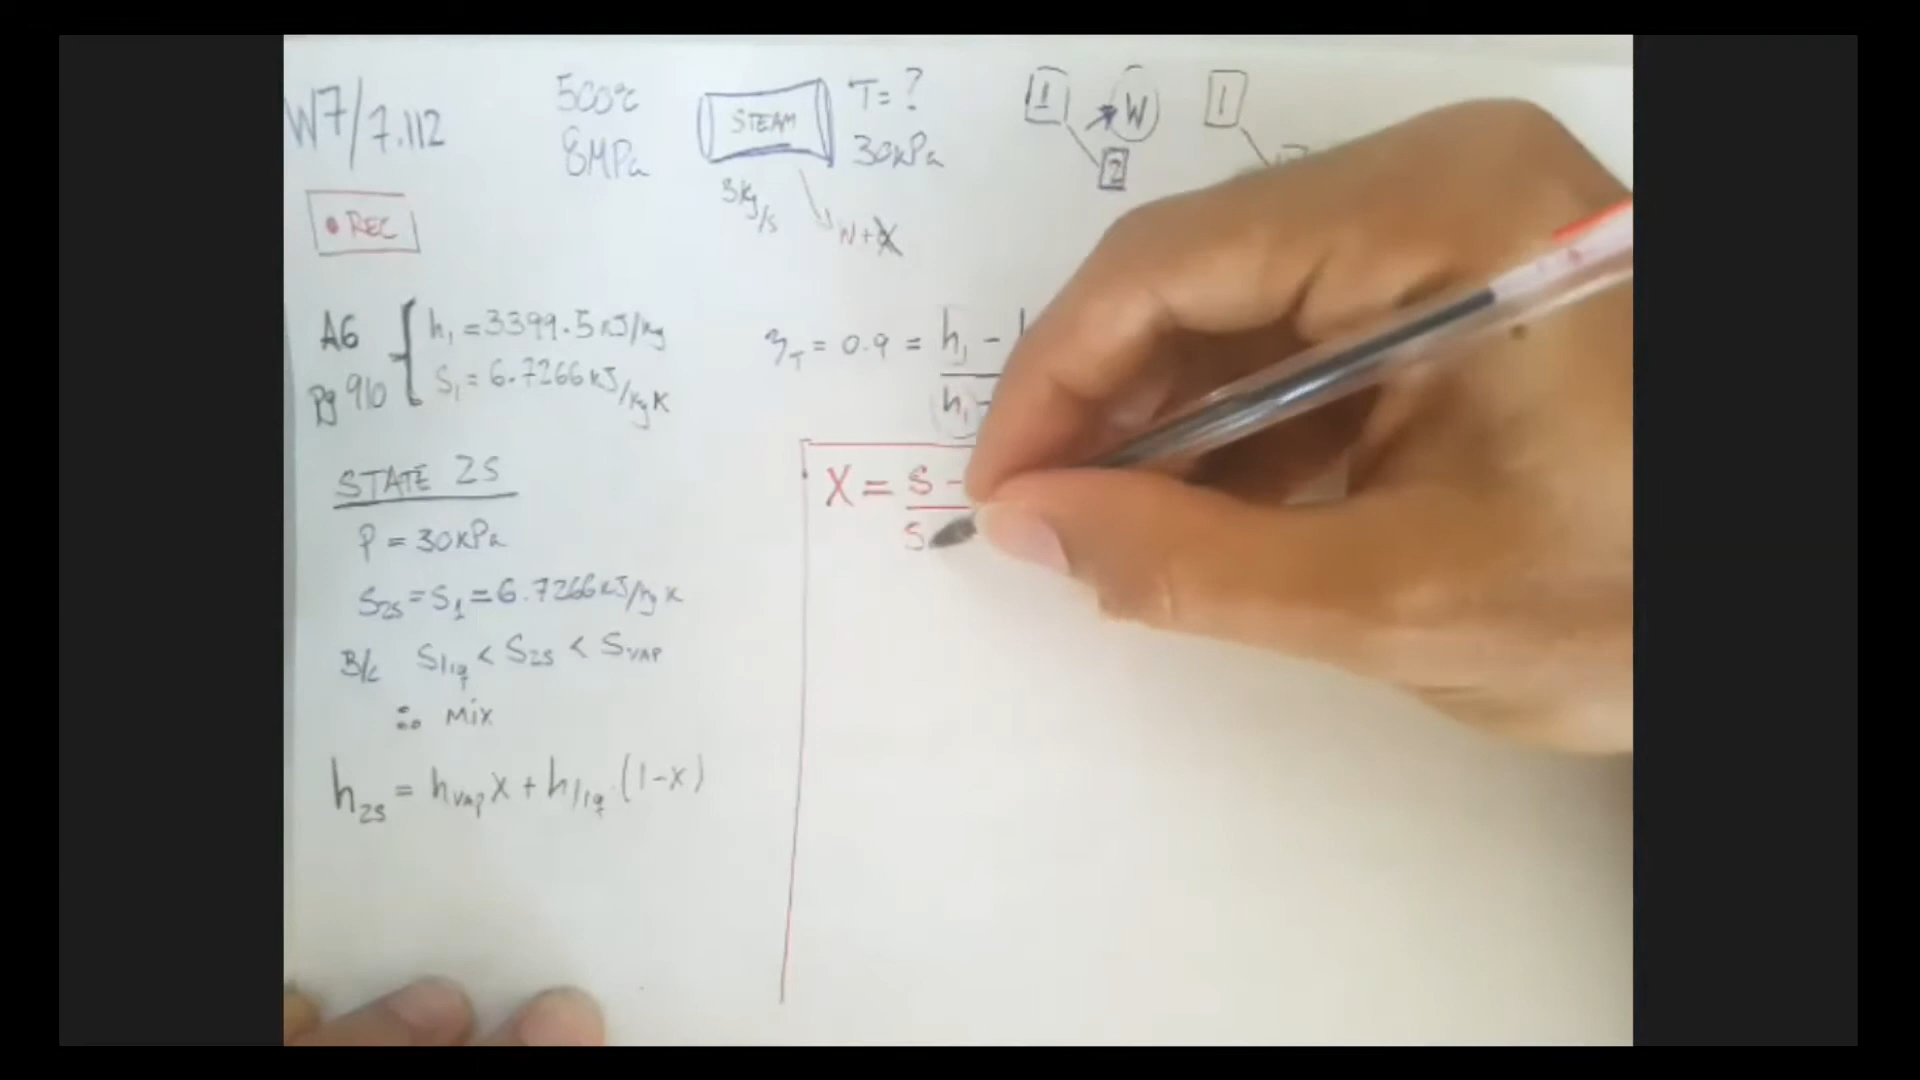 W7/7.112
500°C
8MPa
STEAM
3kg/s
T=?
30kPa
W+Q
1
W
2
1
• REC
A6
Pg 910
h₁ = 3399.5 kJ/kg
S₁ = 6.7266 kJ/kg K
η_T = 0.9 = h₁ -
h₁ -
STATE 2S
P = 30kPa
S₂s = S₁ = 6.7266 kJ/kg K
B/c Sliq < S₂s < Svap
∴ Mix
h₂s = hvap x + hliq · (1-x)
X = S -
S